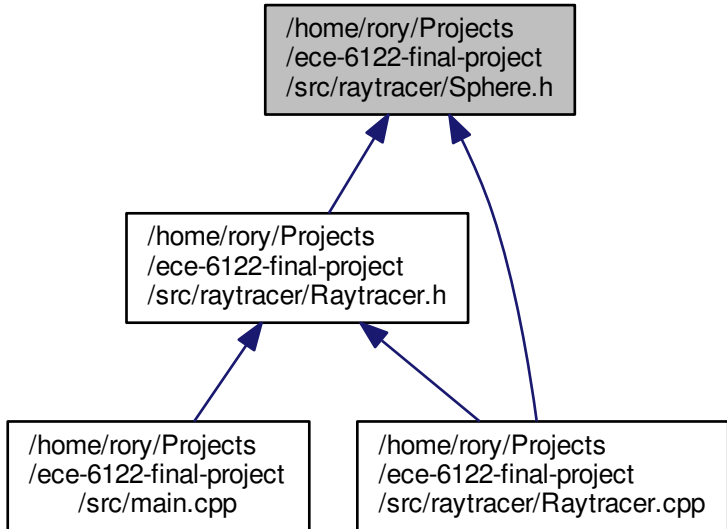 /home/rory/Projects
/ece-6122-final-project
/src/raytracer/Sphere.h
/home/rory/Projects
/ece-6122-final-project
/src/raytracer/Raytracer.h
/home/rory/Projects
/ece-6122-final-project
/src/main.cpp
/home/rory/Projects
/ece-6122-final-project
/src/raytracer/Raytracer.cpp